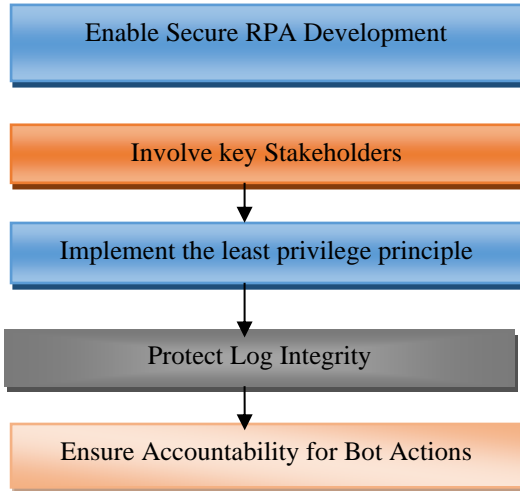 Enable Secure RPA Development
Involve key Stakeholders
Implement the least privilege principle
Protect Log Integrity
Ensure Accountability for Bot Actions